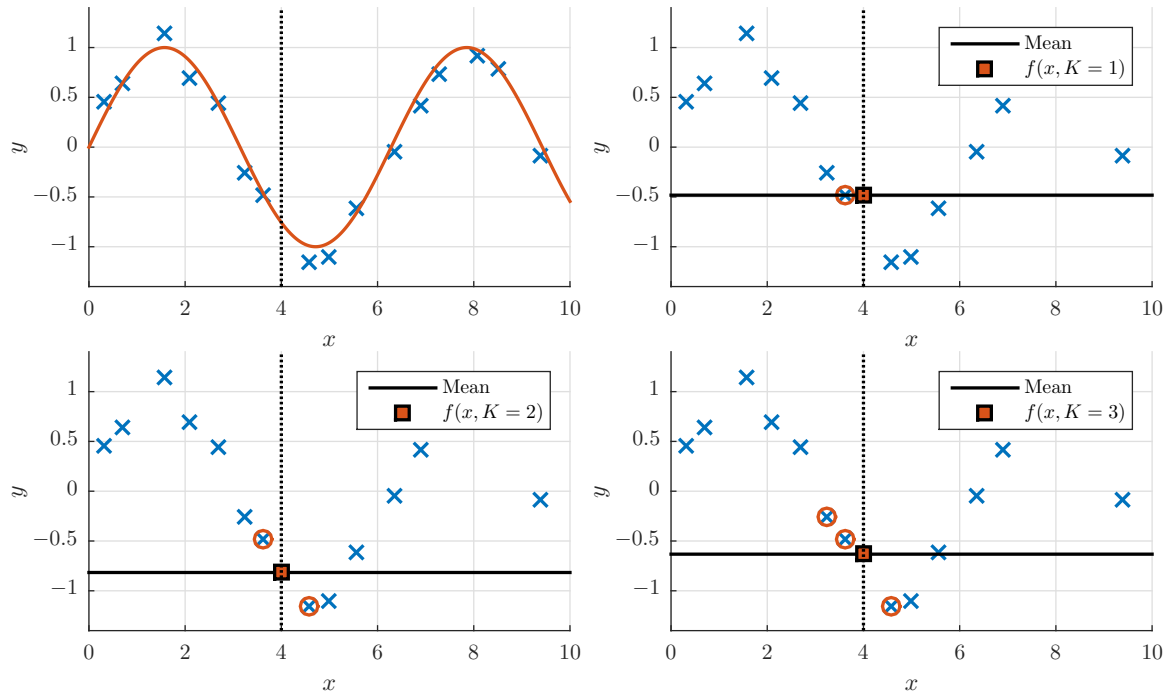 1
0.5
0
−0.5
−1
y
0 2 4 6 8 10
x
1
0.5
0
−0.5
−1
y
Mean
f(x, K = 1)
0 2 4 6 8 10
x
1
0.5
0
−0.5
−1
y
Mean
f(x, K = 2)
0 2 4 6 8 10
x
1
0.5
0
−0.5
−1
y
Mean
f(x, K = 3)
0 2 4 6 8 10
x